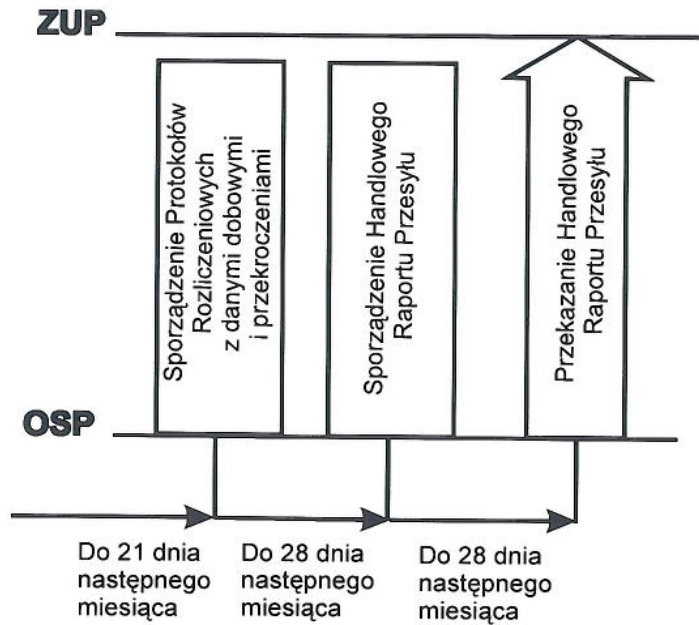 ZUP
Sporządzenie Protokołów
Rozliczeniowych
z danymi dobowymi
i przekroczeniami
Sporządzenie Handlowego
Raportu Przesyłu
Przekazanie Handlowego
Raportu Przesyłu
OSP
Do 21 dnia
następnego
miesiąca
Do 28 dnia
następnego
miesiąca
Do 28 dnia
następnego
miesiąca